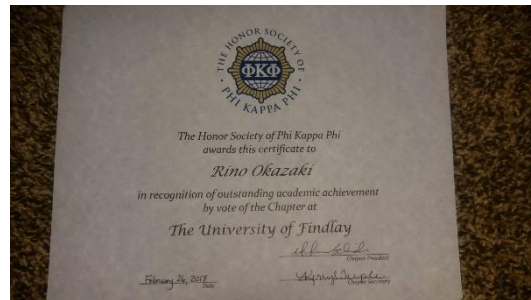 THE HONOR SOCIETY OF
ΦΚΦ
PHI KAPPA PHI
The Honor Society of Phi Kappa Phi
awards this certificate to
Rino Okazaki
in recognition of outstanding academic achievement
by vote of the Chapter at
The University of Findlay
Chapter President
February 26, 2017
Date
Chapter Secretary